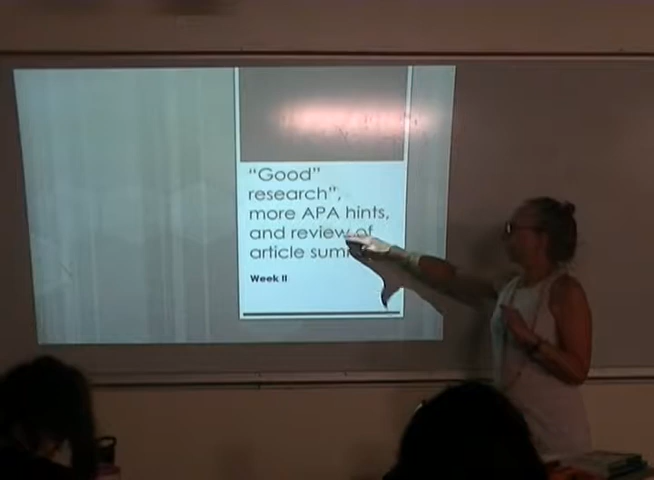 “Good”
research”,
more APA hints,
and review of
article
Week II